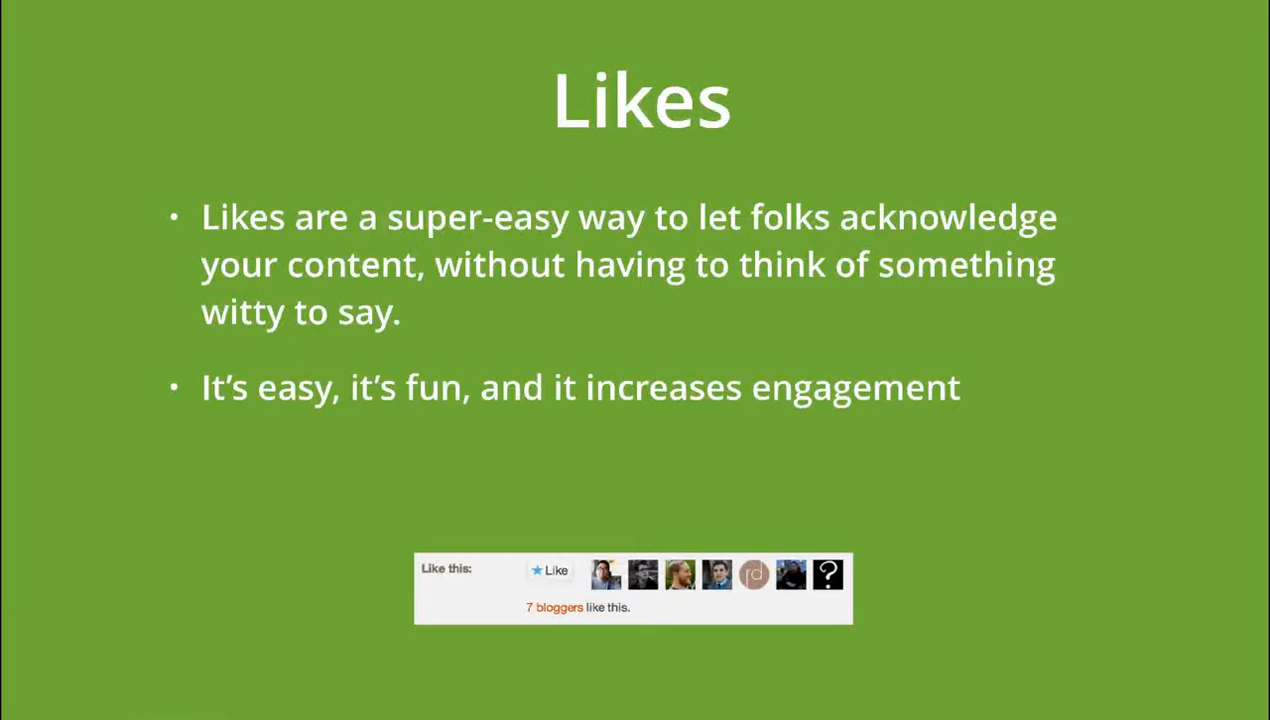 Likes
• Likes are a super-easy way to let folks acknowledge
your content, without having to think of something
witty to say.
• It’s easy, it’s fun, and it increases engagement
Like this:
★ Like
rd
?
7 bloggers like this.